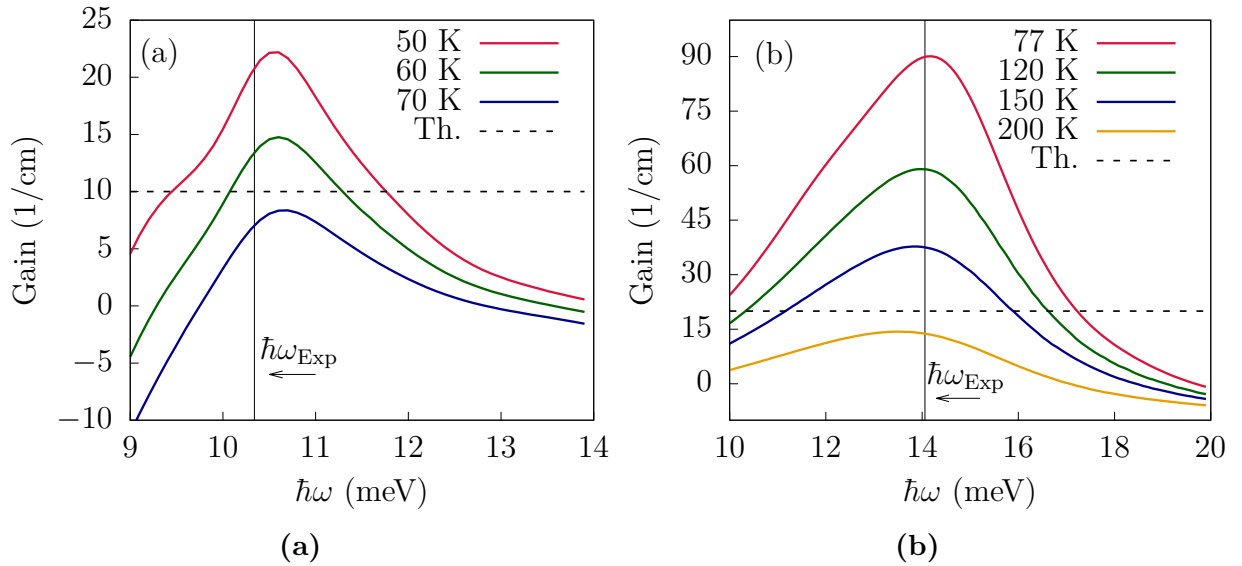 (a)
50 K
60 K
70 K
Th.
ħω_Exp
Gain (1/cm)
25
20
15
10
5
0
−5
−10
9 10 11 12 13 14
ħω (meV)
(a)
(b)
77 K
120 K
150 K
200 K
Th.
ħω_Exp
Gain (1/cm)
90
75
60
45
30
15
0
10 12 14 16 18 20
ħω (meV)
(b)